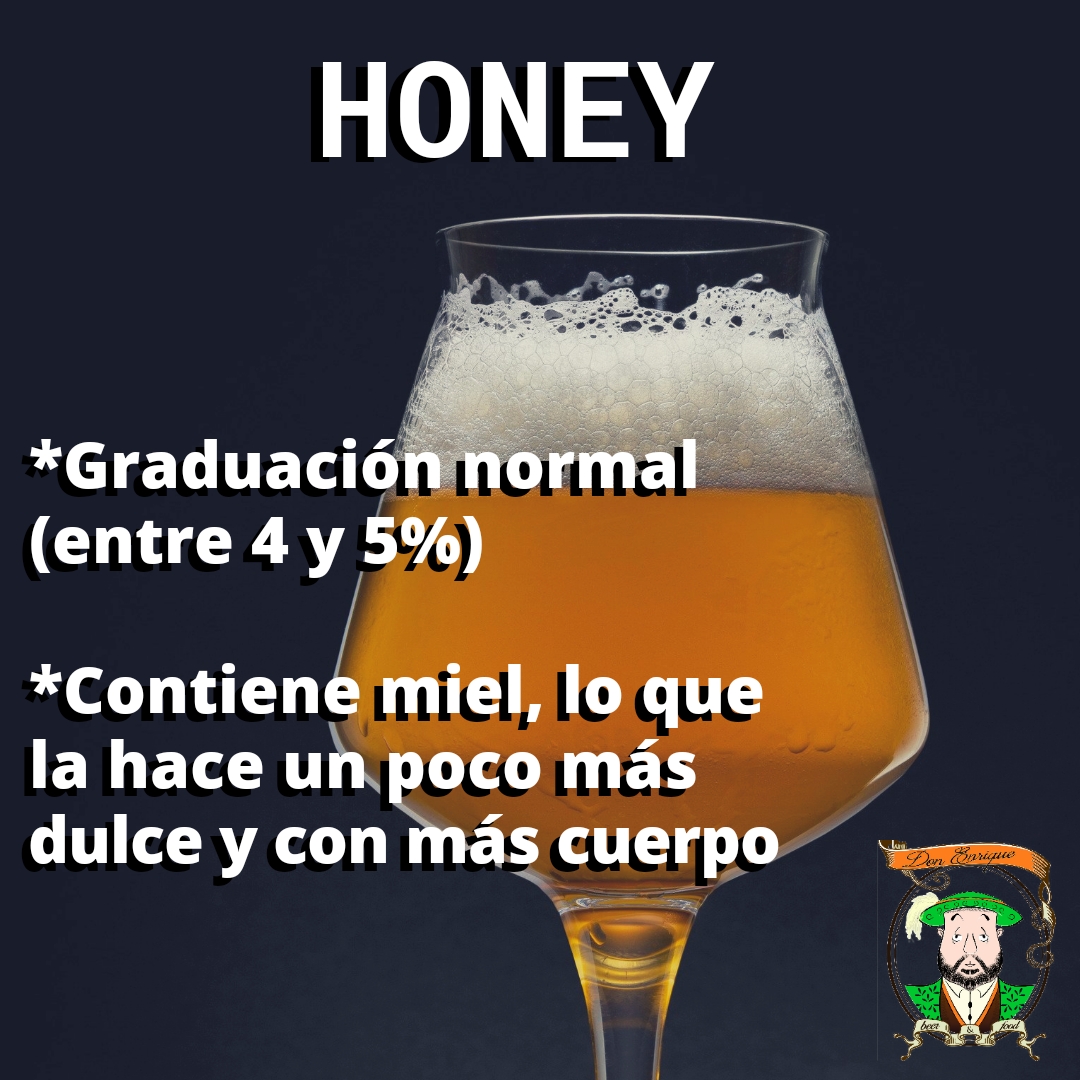 HONEY
*Graduación normal
(entre 4 y 5%)
*Contiene miel, lo que
la hace un poco más
dulce y con más cuerpo
Don Enrique
beer & food